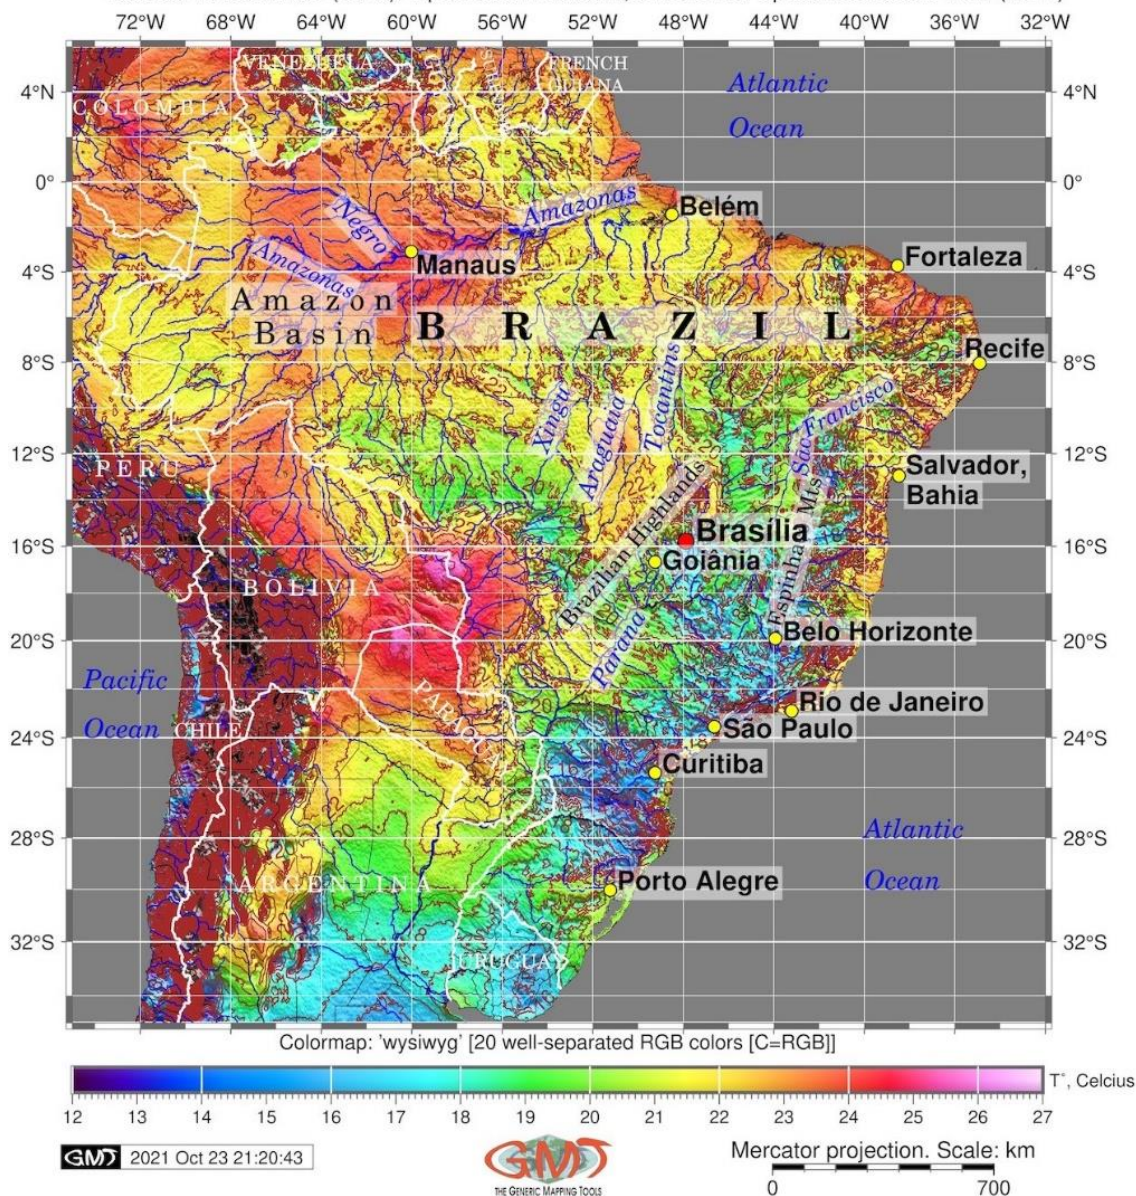 72°W 68°W 64°W 60°W 56°W 52°W 48°W 44°W 40°W 36°W 32°W
VENEZUELA
FRENCH
GUIANA
Atlantic
Ocean
COLOMBIA
4°N 4°N
0° 0°
Negro
Amazonas
Belém
Amazonas
Manaus
Fortaleza
4°S 4°S
Amazon
Basin
BRAZIL
Recife
8°S 8°S
Xingu
Araguaia
Tocantins
São Francisco
12°S 12°S
PERU
Salvador,
Bahia
Brazilian Highlands
Espinhaço Mts
Brasília
Goiânia
16°S 16°S
BOLIVIA
Paraná
Belo Horizonte
20°S 20°S
Pacific
Ocean
PARAGUAY
CHILE
Rio de Janeiro
São Paulo
24°S 24°S
Curitiba
28°S 28°S
Atlantic
Ocean
ARGENTINA
Porto Alegre
32°S 32°S
URUGUAY
Colormap: 'wysiwyg' [20 well-separated RGB colors [C=RGB]]
T°, Celcius
12 13 14 15 16 17 18 19 20 21 22 23 24 25 26 27
GMT 2021 Oct 23 21:20:43
GMT
THE GENERIC MAPPING TOOLS
Mercator projection. Scale: km
0 700